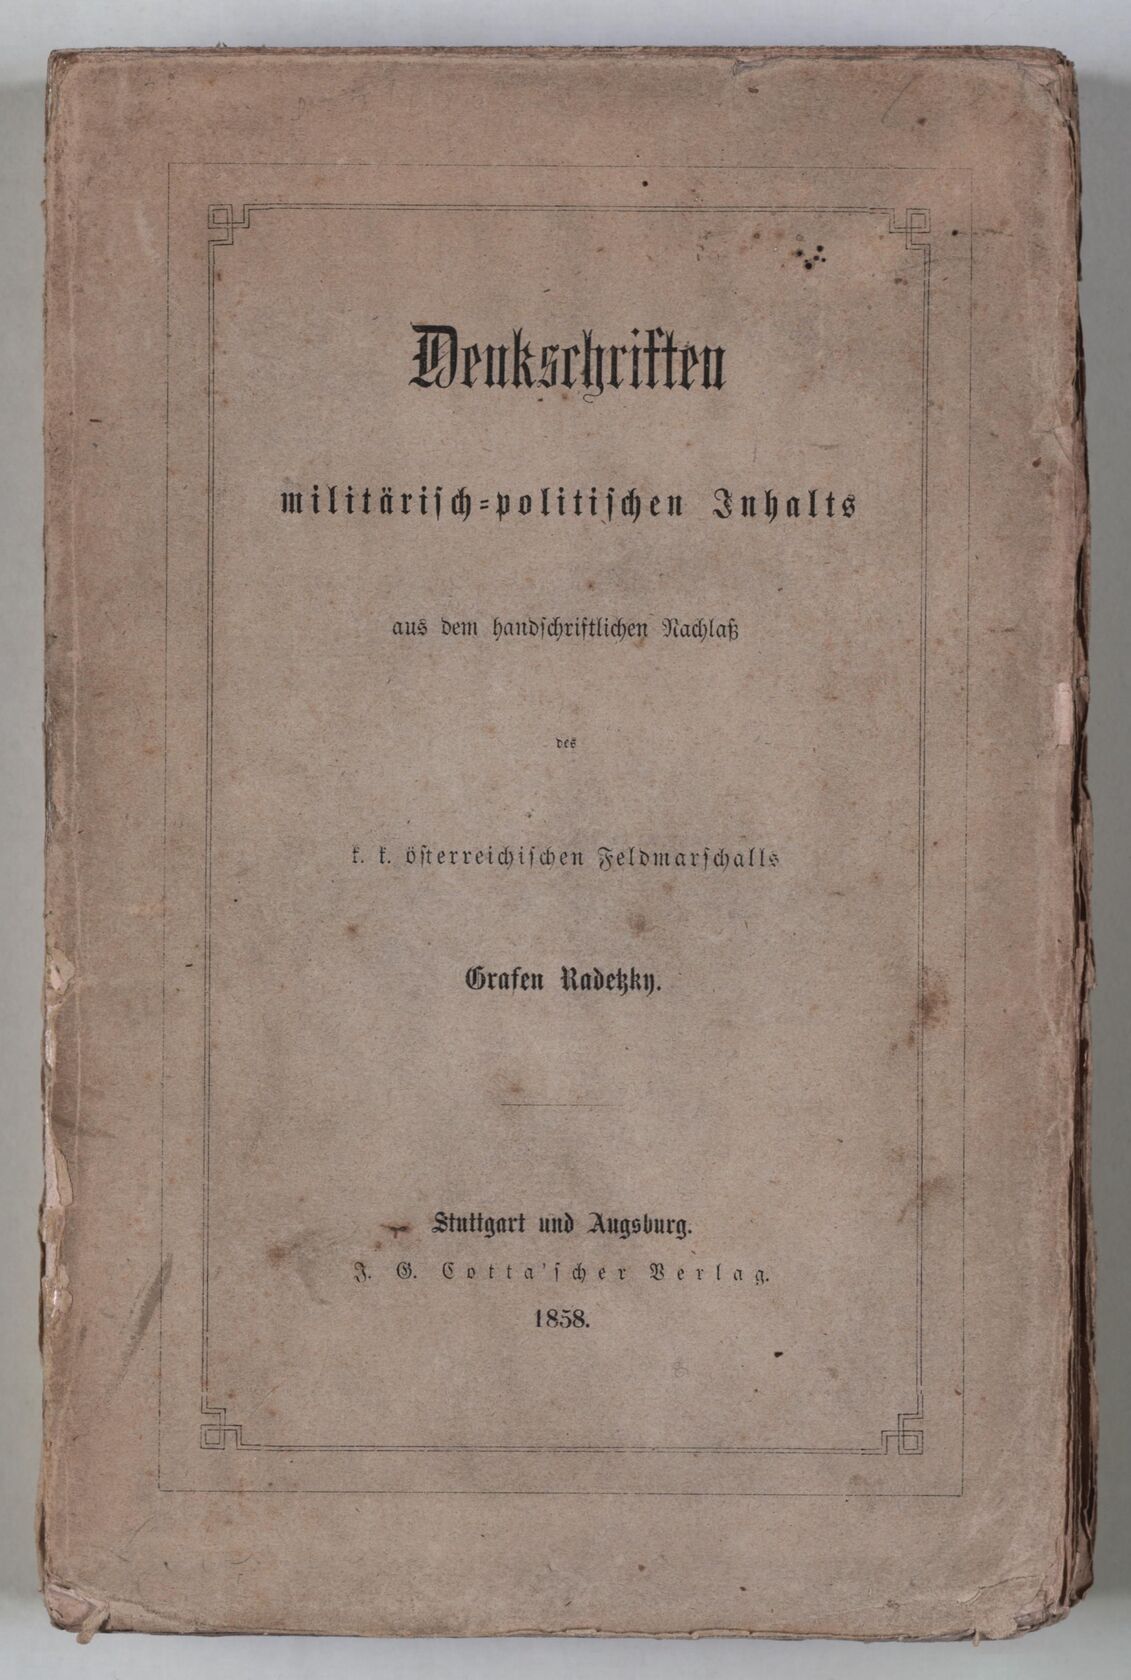 Denkschriften
militärisch-politischen Inhalts
aus dem handschriftlichen Nachlaß
des
k. k. österreichischen Feldmarschalls
Grafen Radetzky.
Stuttgart und Augsburg.
J. G. Cotta'scher Verlag.
1858.